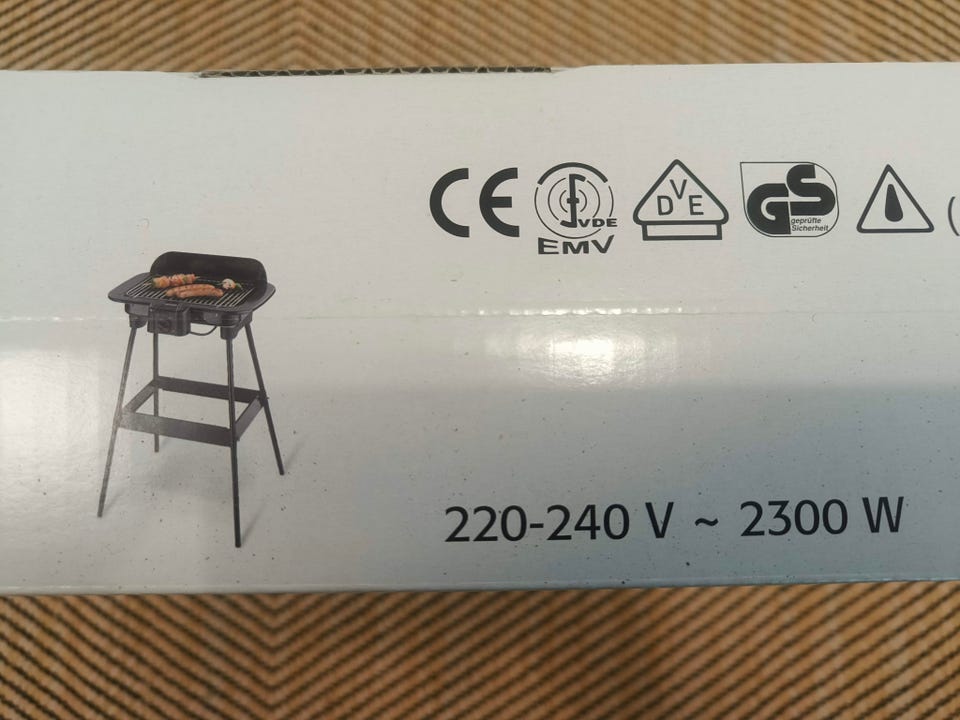 CE
VDE
EMV
DVE
GS
geprüfte
Sicherheit
220-240 V ~ 2300 W